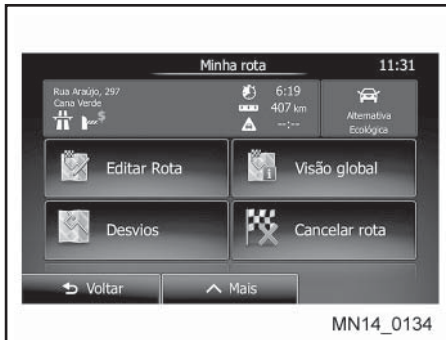 Minha rota 11:31
Rua Araújo, 297
Cana Verde
$
6:19
407 km
--:--
Alternativa
Ecológica
Editar Rota
Visão global
Desvios
Cancelar rota
Voltar
Mais
MN14_0134